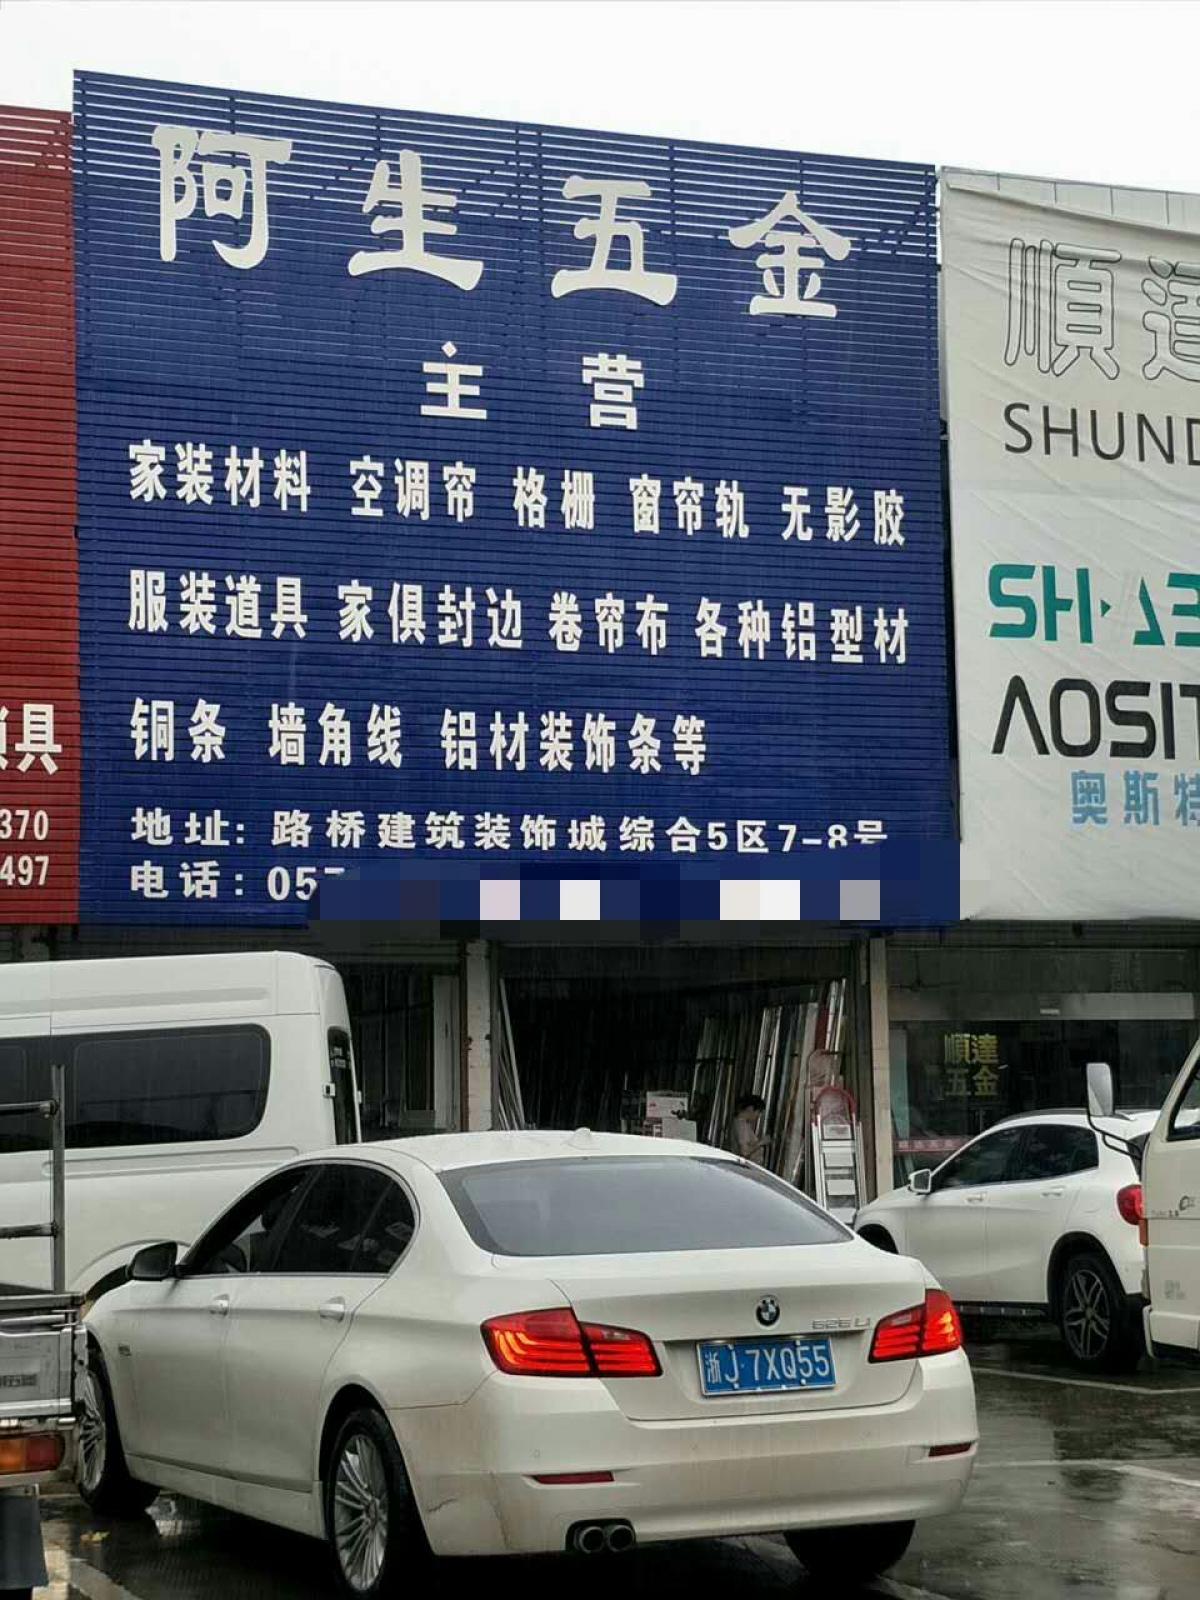 阿生五金
主营
家装材料 空调帘 格栅 窗帘轨 无影胶
服装道具 家俱封边 卷帘布 各种铝型材
铜条 墙角线 铝材装饰条等
地址: 路桥建筑装饰城综合5区7-8号
电话: 057
具
370
497
順達
SHUND
AOSIT
奥斯特
順達
五金
浙J·7XQ55